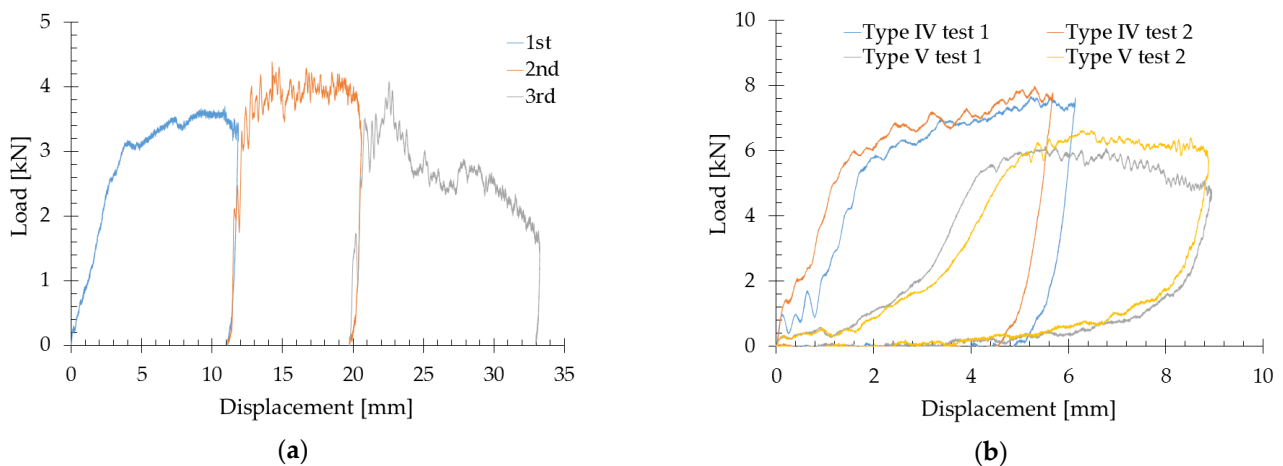 5
4
3
2
1
0
Load [kN]
1st
2nd
3rd
0 5 10 15 20 25 30 35
Displacement [mm]
(a)
10
8
6
4
2
0
Load [kN]
Type IV test 1 Type IV test 2
Type V test 1 Type V test 2
0 2 4 6 8 10
Displacement [mm]
(b)